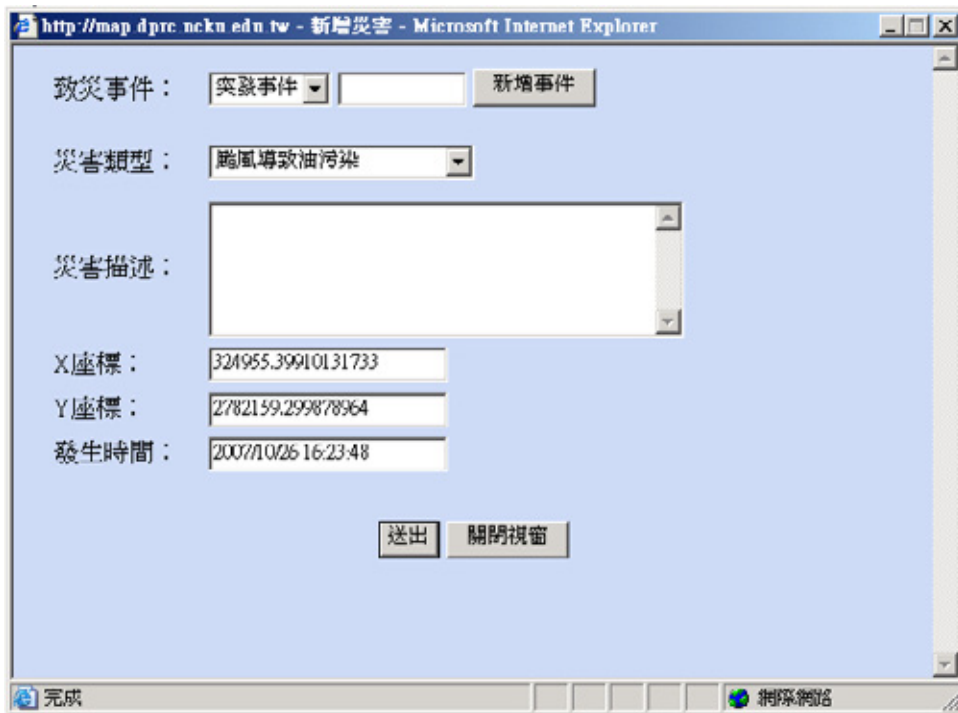 http://map.dprc.ncku.edu.tw - 新增災害 - Microsoft Internet Explorer
致災事件： 突發事件 新增事件
災害類型： 颱風導致油污染
災害描述：
X座標： 324955.39910131733
Y座標： 2782159.299878964
發生時間： 2007/10/26 16:23:48
送出 關閉視窗
完成 網際網路